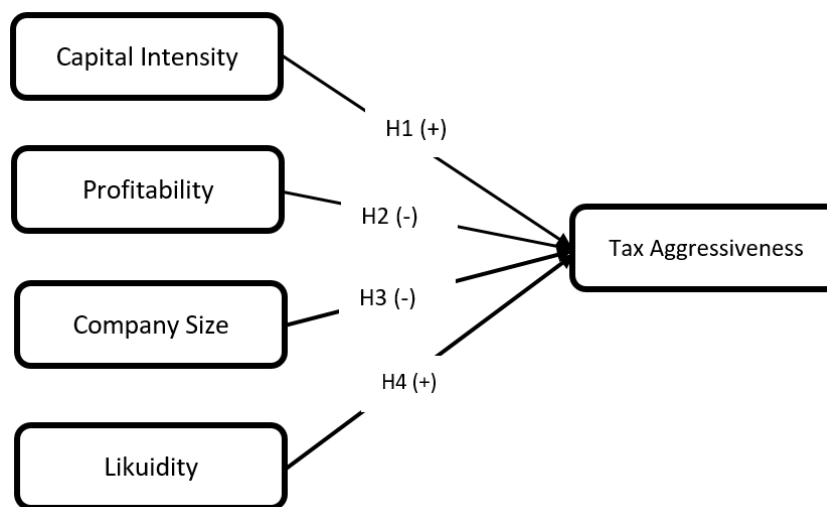 Capital Intensity
H1 (+)
Profitability
H2 (-)
Tax Aggressiveness
H3 (-)
Company Size
H4 (+)
Likuidity